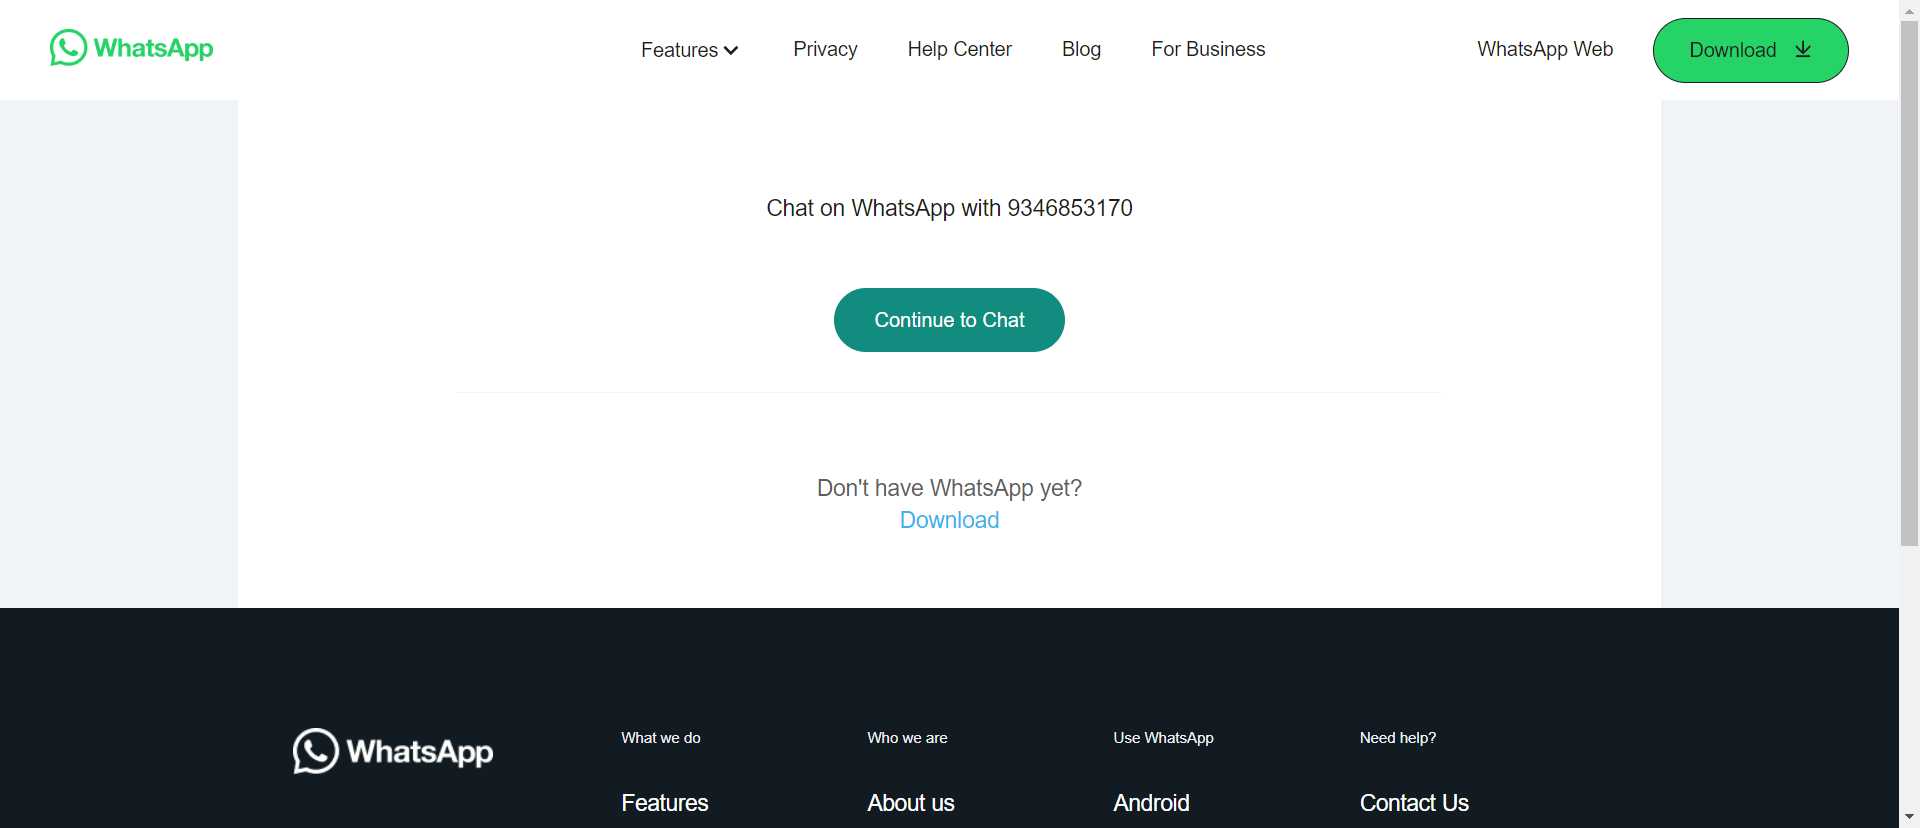 WhatsApp
Features
Privacy
Help Center
Blog
For Business
WhatsApp Web
Download
Chat on WhatsApp with 9346853170
Continue to Chat
Don't have WhatsApp yet?
Download
WhatsApp
What we do
Features
Who we are
About us
Use WhatsApp
Android
Need help?
Contact Us